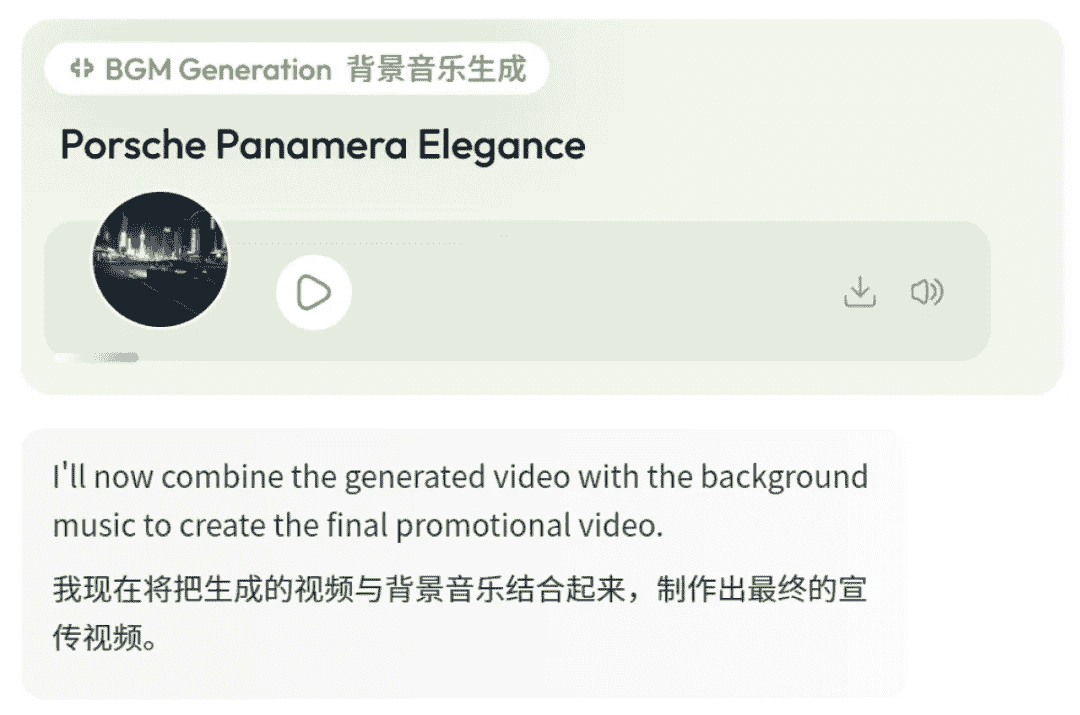 BGM Generation 背景音乐生成
Porsche Panamera Elegance
I'll now combine the generated video with the background
music to create the final promotional video.
我现在将把生成的视频与背景音乐结合起来，制作出最终的宣
传视频。